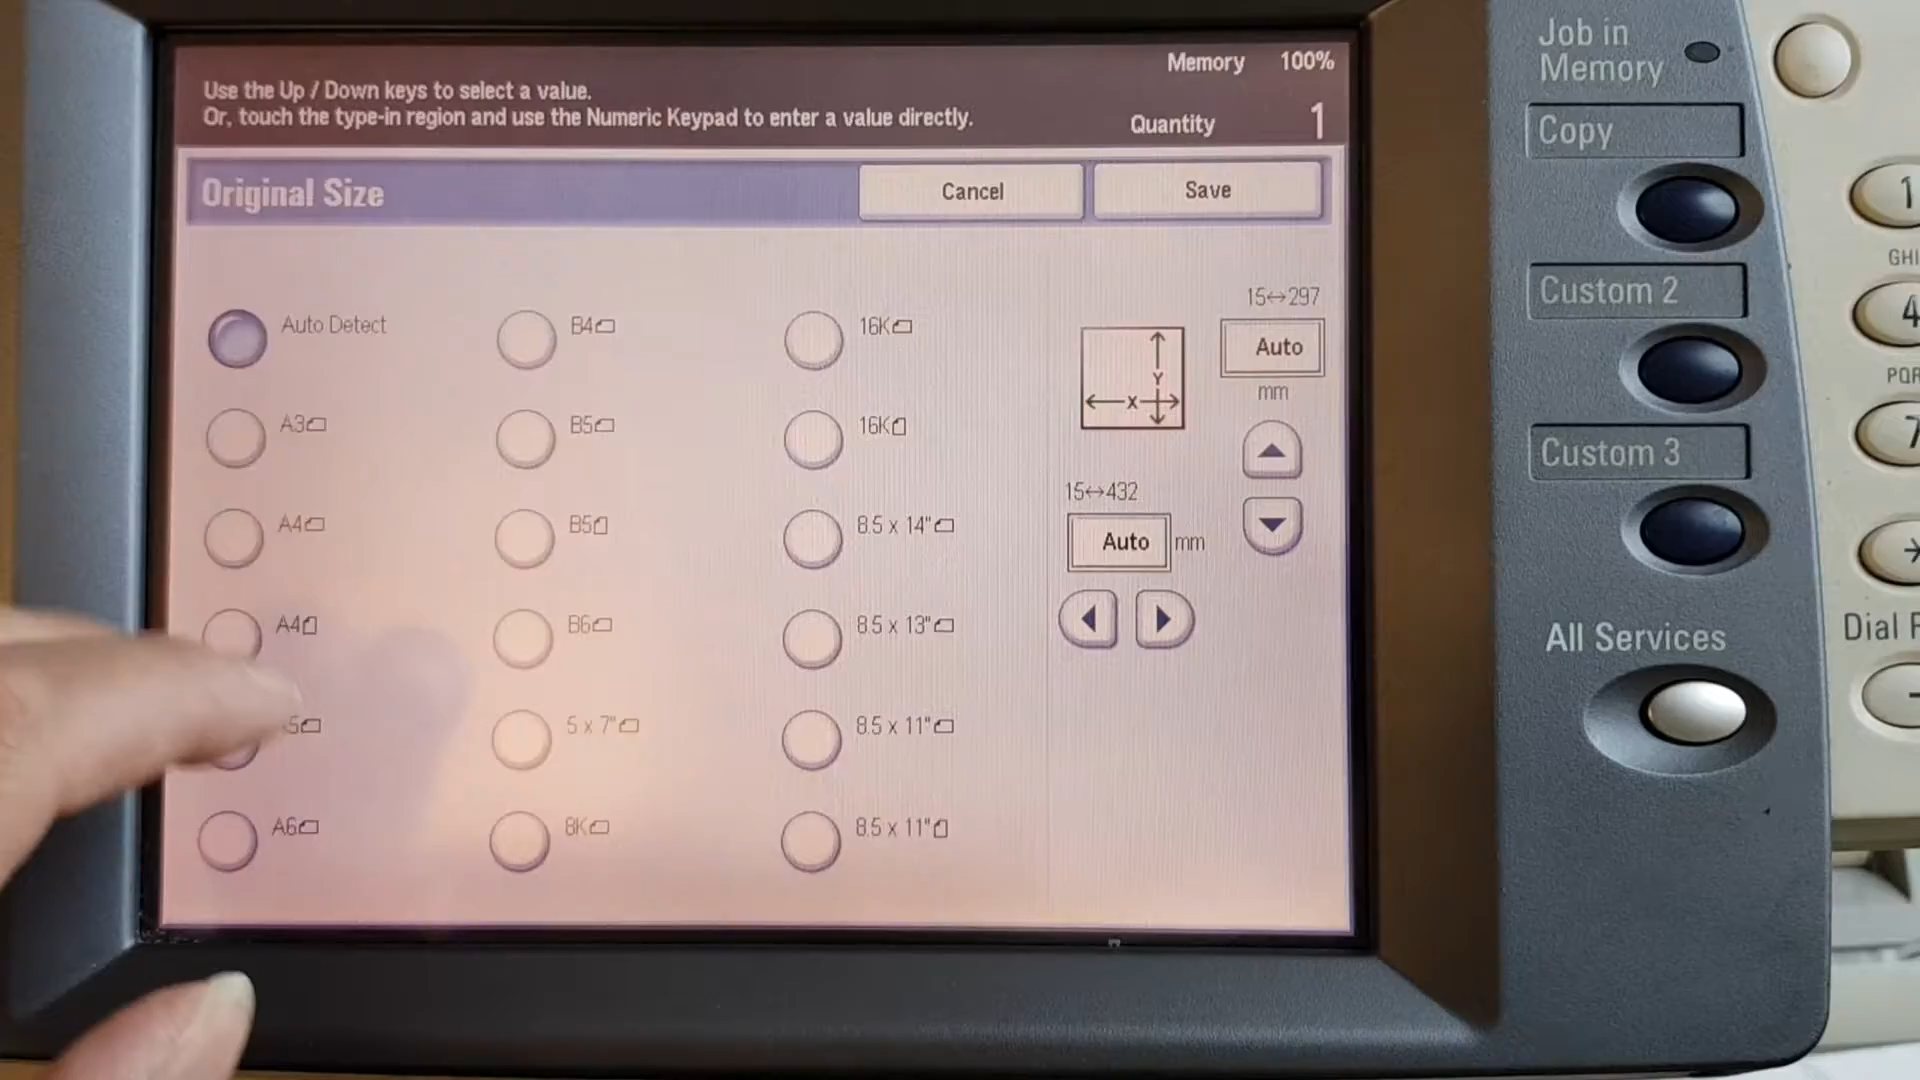 Memory 100%
Use the Up / Down keys to select a value.
Or, touch the type-in region and use the Numeric Keypad to enter a value directly.
Quantity 1
Original Size
Cancel
Save
Auto Detect
A3
A4
A4
A6
B4
B5
B5
B6
5 x 7"
8K
16K
16K
8.5 x 14"
8.5 x 13"
8.5 x 11"
8.5 x 11"
15↔297
Auto
mm
Y
X
15↔432
Auto mm
Job in
Memory
Copy
Custom 2
Custom 3
All Services
1
GHI
4
7
*
Dial
-